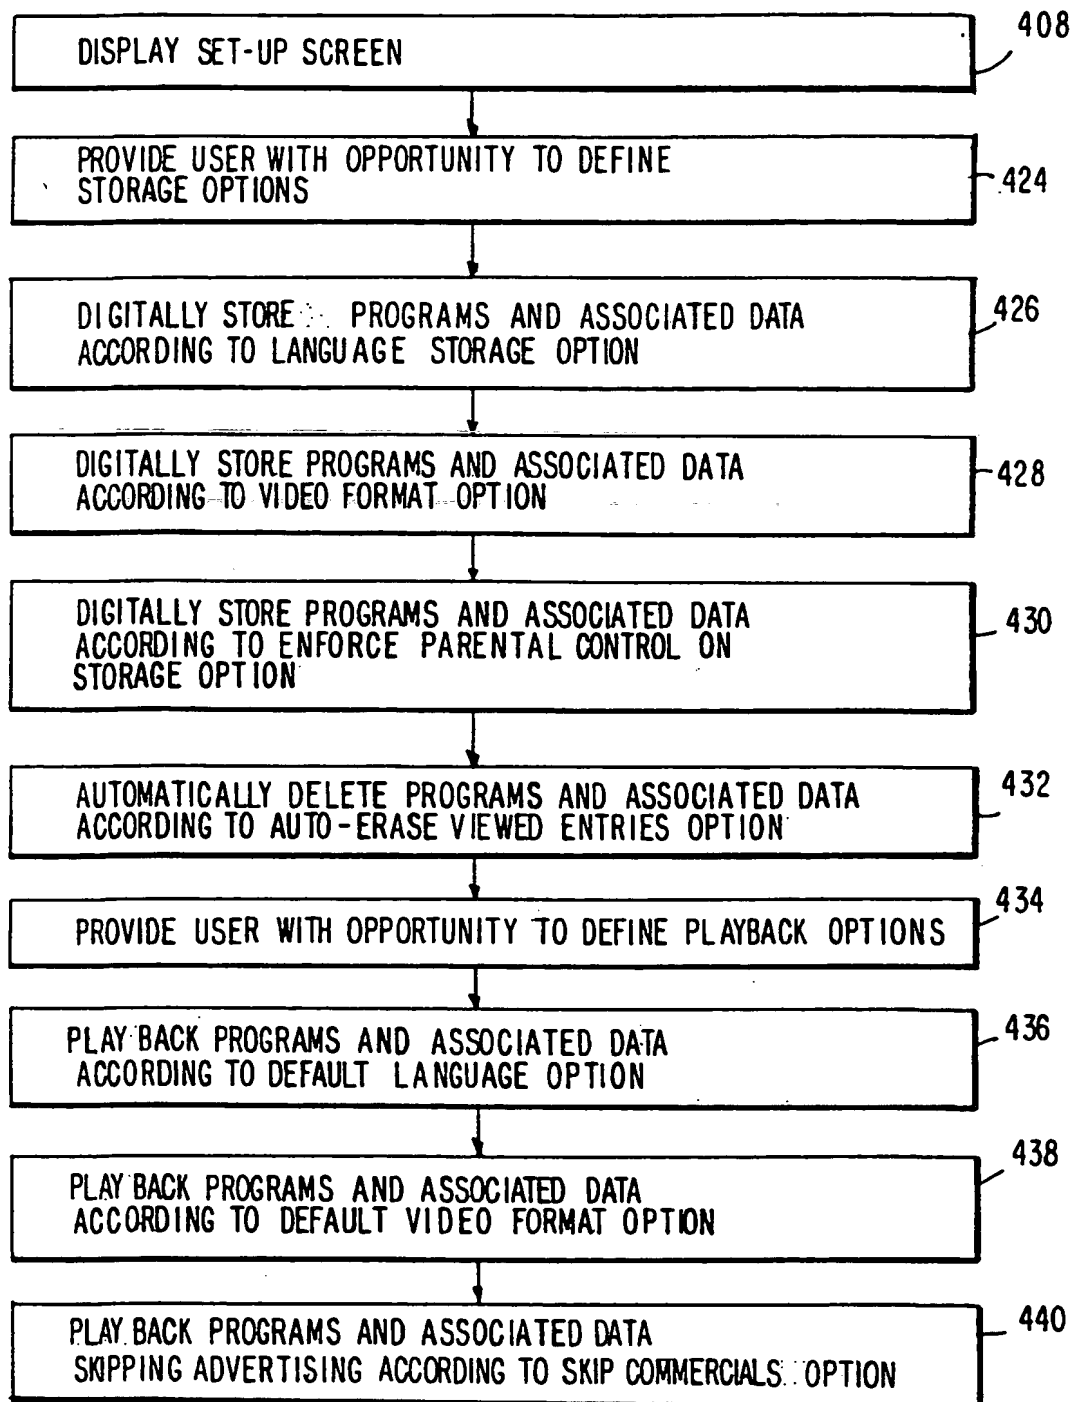 DISPLAY SET-UP SCREEN
408
PROVIDE USER WITH OPPORTUNITY TO DEFINE
STORAGE OPTIONS
424
DIGITALLY STORE PROGRAMS AND ASSOCIATED DATA
ACCORDING TO LANGUAGE STORAGE OPTION
426
DIGITALLY STORE PROGRAMS AND ASSOCIATED DATA
ACCORDING TO VIDEO FORMAT OPTION
428
DIGITALLY STORE PROGRAMS AND ASSOCIATED DATA
ACCORDING TO ENFORCE PARENTAL CONTROL ON
STORAGE OPTION
430
AUTOMATICALLY DELETE PROGRAMS AND ASSOCIATED DATA
ACCORDING TO AUTO-ERASE VIEWED ENTRIES OPTION
432
PROVIDE USER WITH OPPORTUNITY TO DEFINE PLAYBACK OPTIONS
434
PLAY BACK PROGRAMS AND ASSOCIATED DATA
ACCORDING TO DEFAULT LANGUAGE OPTION
436
PLAY BACK PROGRAMS AND ASSOCIATED DATA
ACCORDING TO DEFAULT VIDEO FORMAT OPTION
438
PLAY BACK PROGRAMS AND ASSOCIATED DATA
SKIPPING ADVERTISING ACCORDING TO SKIP COMMERCIALS OPTION
440